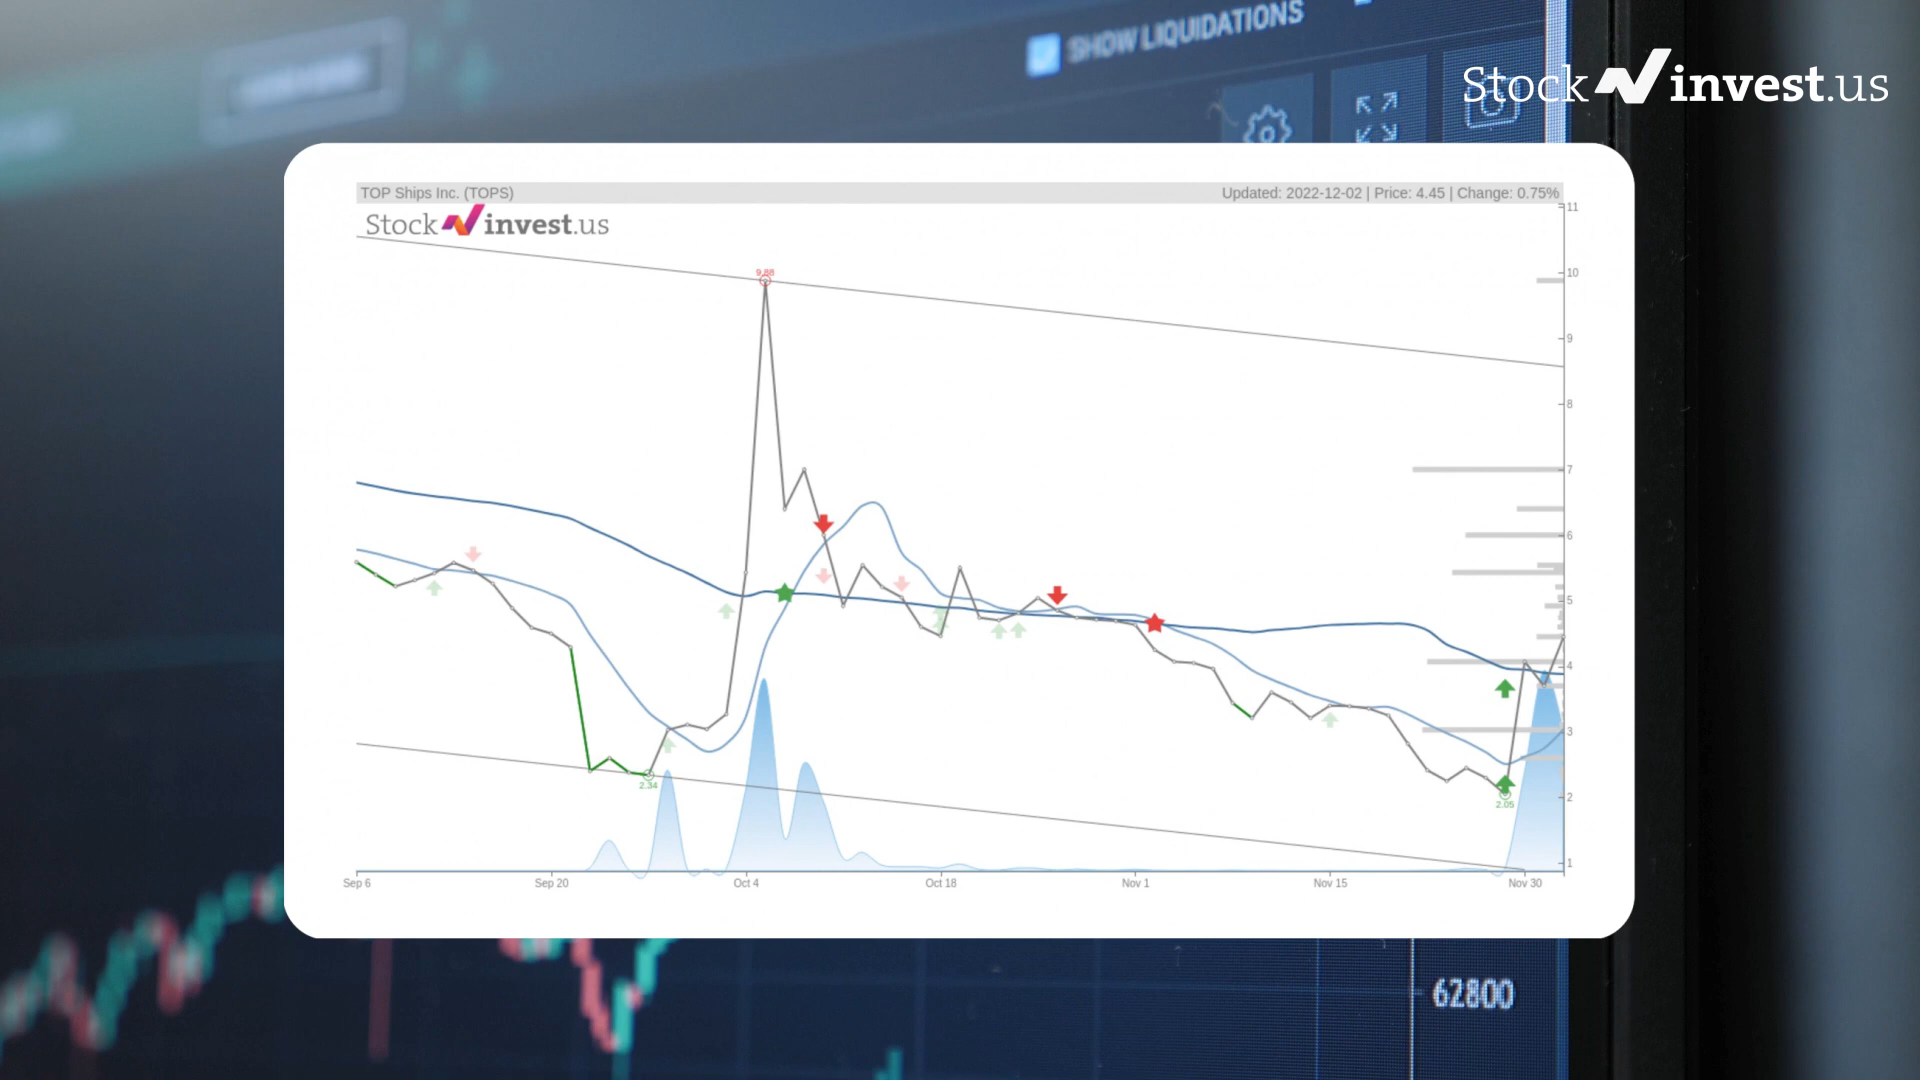 SHOW LIQUIDATIONS
Stock invest.us
TOP Ships Inc. (TOPS)
Updated: 2022-12-02 | Price: 4.45 | Change: 0.75%
Stock invest.us
11
10
9.88
9
8
7
6
5
4
3
2
1
2.34
2.05
Sep 6
Sep 20
Oct 4
Oct 18
Nov 1
Nov 15
Nov 30
62800